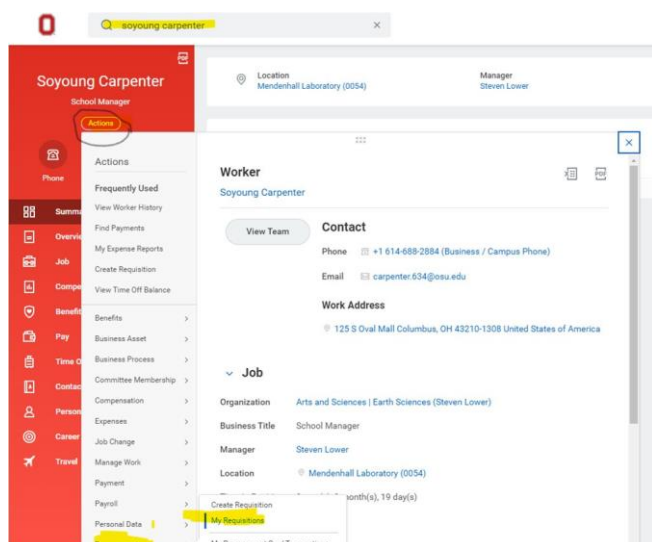 soyoung carpenter
Soyoung Carpenter
School Manager
Actions
Phone
Summa
Overvie
Job
Compe
Benefit
Pay
Time O
Contac
Person
Career
Travel
Location
Mendenhall Laboratory (0054)
Manager
Steven Lower
Actions
Frequently Used
View Worker History
Find Payments
My Expense Reports
Create Requisition
View Time Off Balance
Benefits
Business Asset
Business Process
Committee Membership
Compensation
Expenses
Job Change
Manage Work
Payment
Payroll
Personal Data
Worker
Soyoung Carpenter
PDF
View Team
Contact
Phone +1 614-688-2884 (Business / Campus Phone)
Email carpenter.634@osu.edu
Work Address
125 S Oval Mall Columbus, OH 43210-1308 United States of America
Job
Organization Arts and Sciences | Earth Sciences (Steven Lower)
Business Title School Manager
Manager Steven Lower
Location Mendenhall Laboratory (0054)
onth(s), 19 day(s)
Create Requisition
My Requisitions